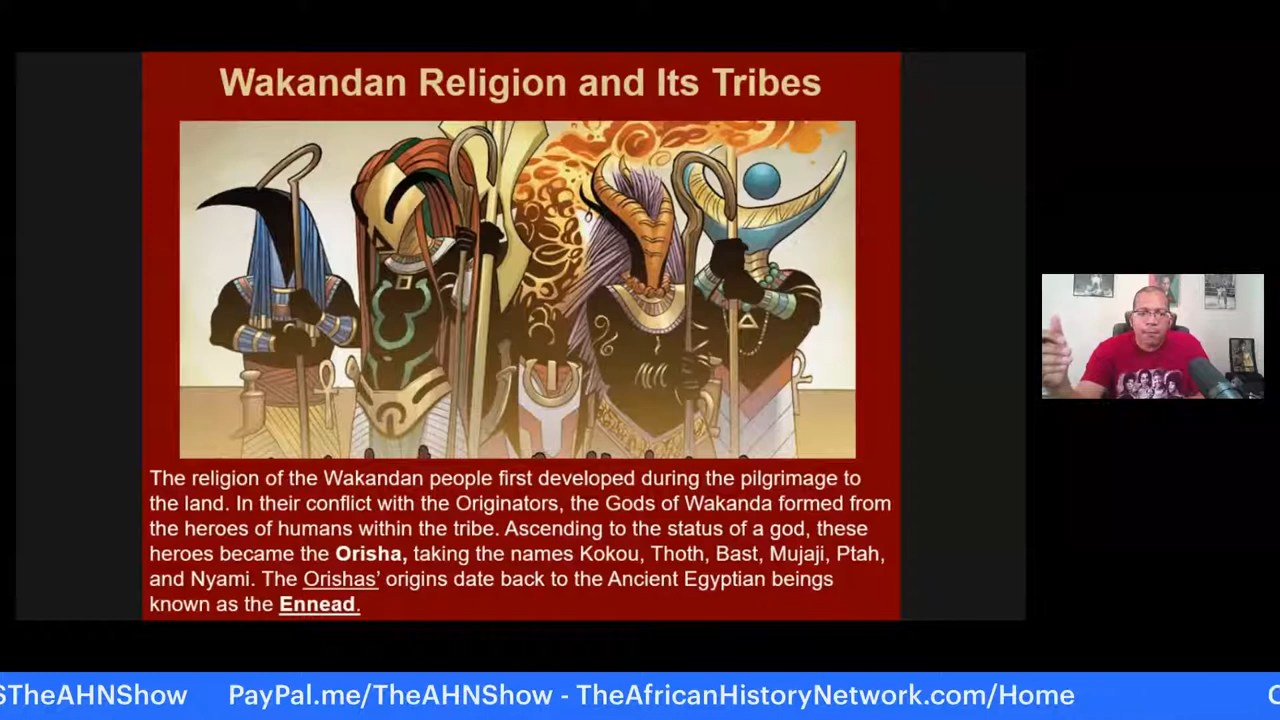 Wakandan Religion and Its Tribes
The religion of the Wakandan people first developed during the pilgrimage to
the land. In their conflict with the Originators, the Gods of Wakanda formed from
the heroes of humans within the tribe. Ascending to the status of a god, these
heroes became the Orisha, taking the names Kokou, Thoth, Bast, Mujaji, Ptah,
and Nyami. The Orishas’ origins date back to the Ancient Egyptian beings
known as the Ennead.
$TheAHNShow PayPal.me/TheAHNShow - TheAfricanHistoryNetwork.com/Home